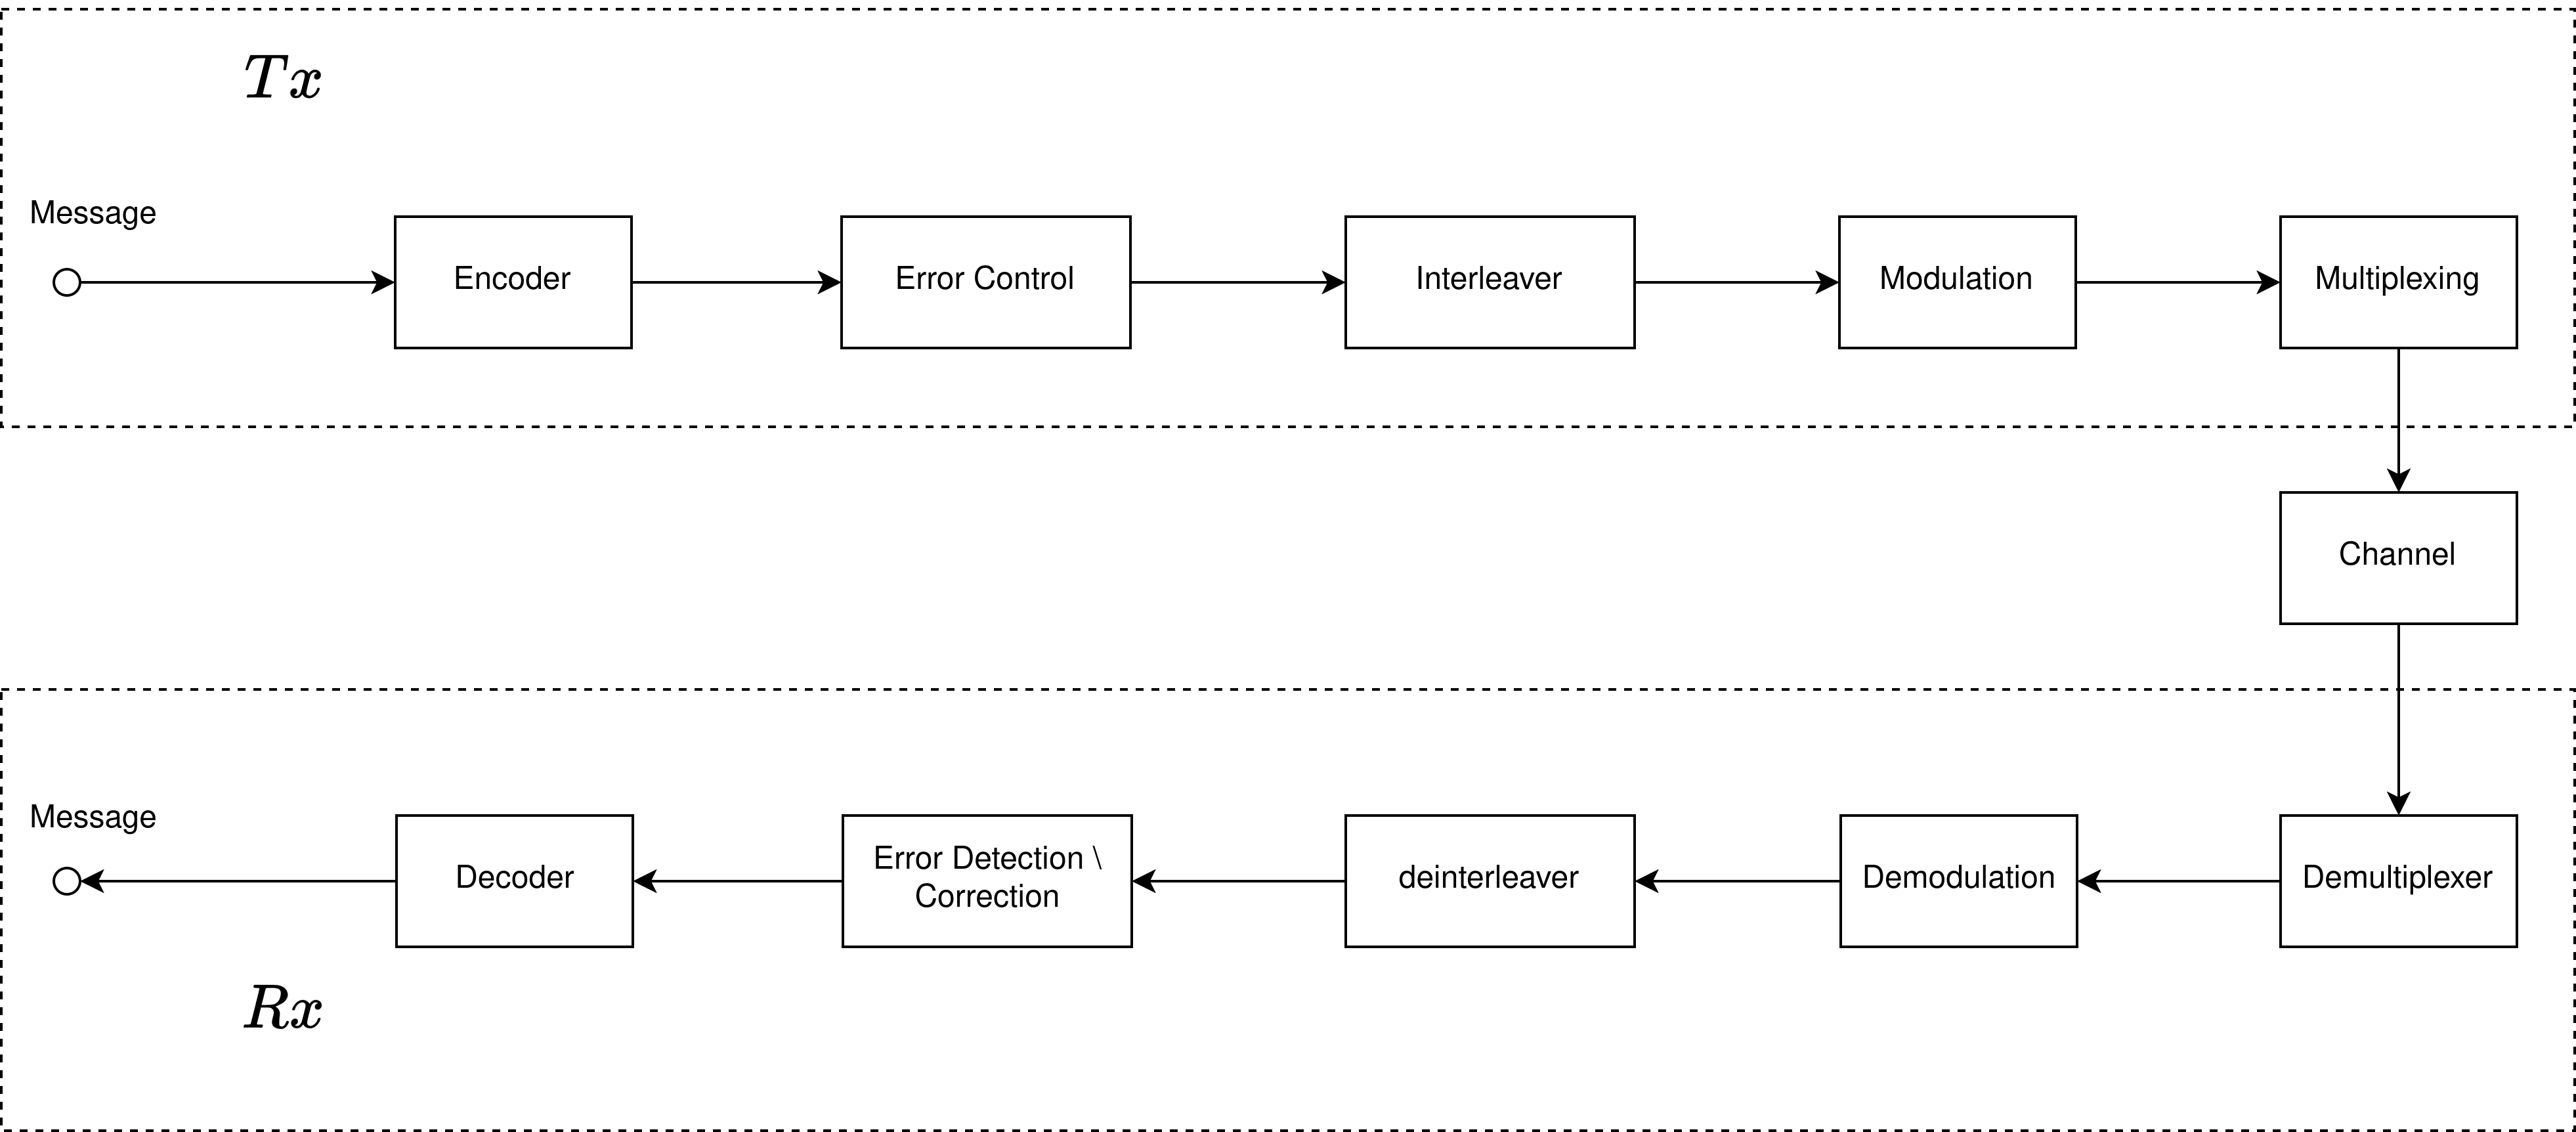 Tx
Message
Encoder
Error Control
Interleaver
Modulation
Multiplexing
Channel
Message
Decoder
Error Detection \
Correction
deinterleaver
Demodulation
Demultiplexer
Rx